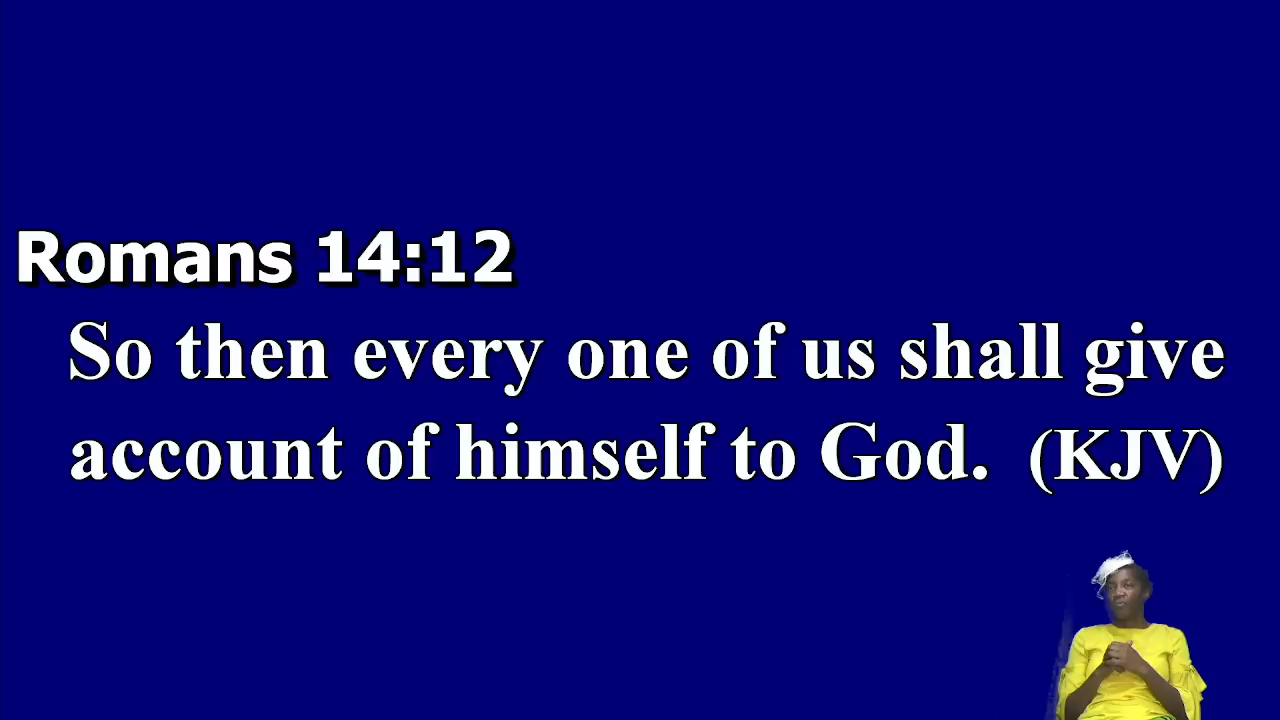 Romans 14:12
So then every one of us shall give
account of himself to God. (KJV)